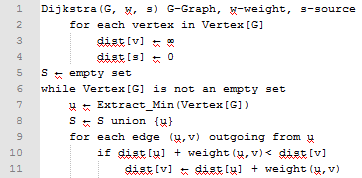 1 Dijkstra(G, w, s) G-Graph, w-weight, s-source
2 for each vertex in Vertex[G]
3 dist[v] ← ∞
4 dist[s] ← 0
5 S ← empty set
6 while Vertex[G] is not an empty set
7 u ← Extract_Min(Vertex[G])
8 S ← S union {u}
9 for each edge (u,v) outgoing from u
10 if dist[u] + weight(u,v)< dist[v]
11 dist[v] ← dist[u] + weight(u,v)